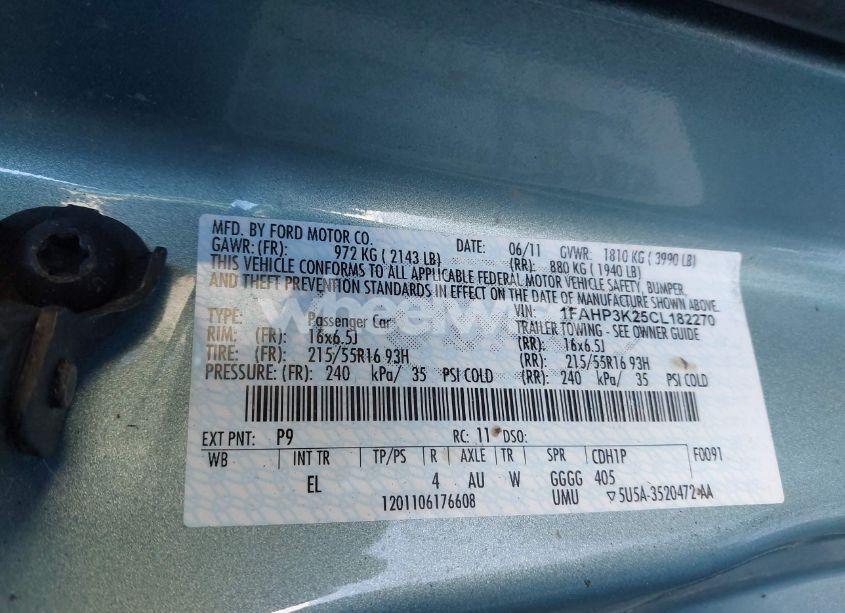 MFD. BY FORD MOTOR CO. DATE: 06/11 GVWR: 1810 KG ( 3990 LB)
GAWR: (FR): 972 KG ( 2143 LB) (RR): 880 KG ( 1940 LB)
THIS VEHICLE CONFORMS TO ALL APPLICABLE FEDERAL MOTOR VEHICLE SAFETY, BUMPER,
AND THEFT PREVENTION STANDARDS IN EFFECT ON THE DATE OF MANUFACTURE SHOWN ABOVE.
VIN: 1FAHP3K25CL182270
TYPE: Passenger Car TRAILER TOWING - SEE OWNER GUIDE
RIM: (FR): 16x6.5J (RR): 16x6.5J
TIRE: (FR): 215/55R16 93H (RR): 215/55R16 93H
PRESSURE: (FR): 240 kPa/ 35 PSI COLD (RR): 240 kPa/ 35 PSI COLD
EXT PNT: P9 RC: 11 DSO:
WB INT TR TP/PS R AXLE TR SPR CDH1P F0091
EL 4 AU W GGGG 405
1201106176608 UMU ▽5U5A-3520472-AA